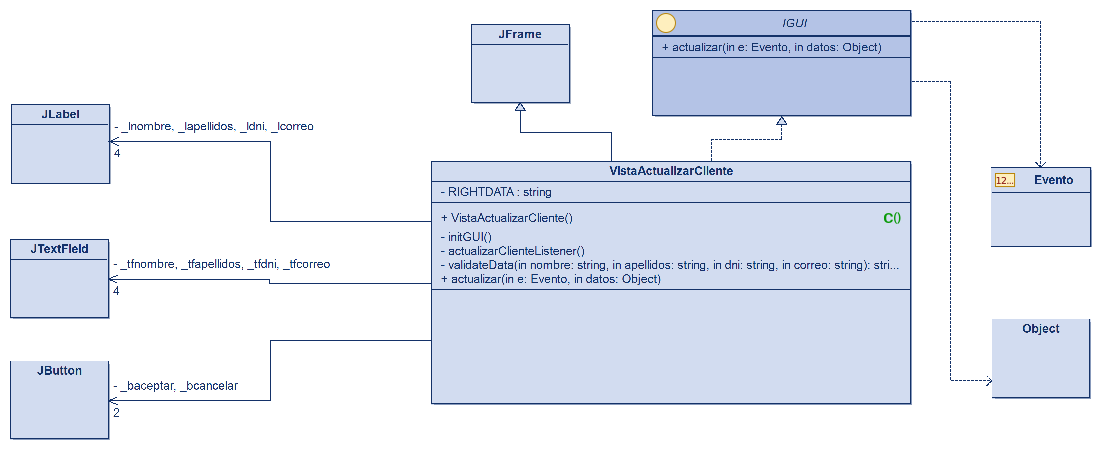 IGUI
+ actualizar(in e: Evento, in datos: Object)
JFrame
JLabel
- _lnombre, _lapellidos, _ldni, _lcorreo
4
VistaActualizarCliente
- RIGHTDATA : string
+ VistaActualizarCliente()
C()
- initGUI()
- actualizarClienteListener()
- validateData(in nombre: string, in apellidos: string, in dni: string, in correo: string): stri...
+ actualizar(in e: Evento, in datos: Object)
12...
Evento
JTextField
- _tfnombre, _tfapellidos, _tfdni, _tfcorreo
4
Object
JButton
- _baceptar, _bcancelar
2